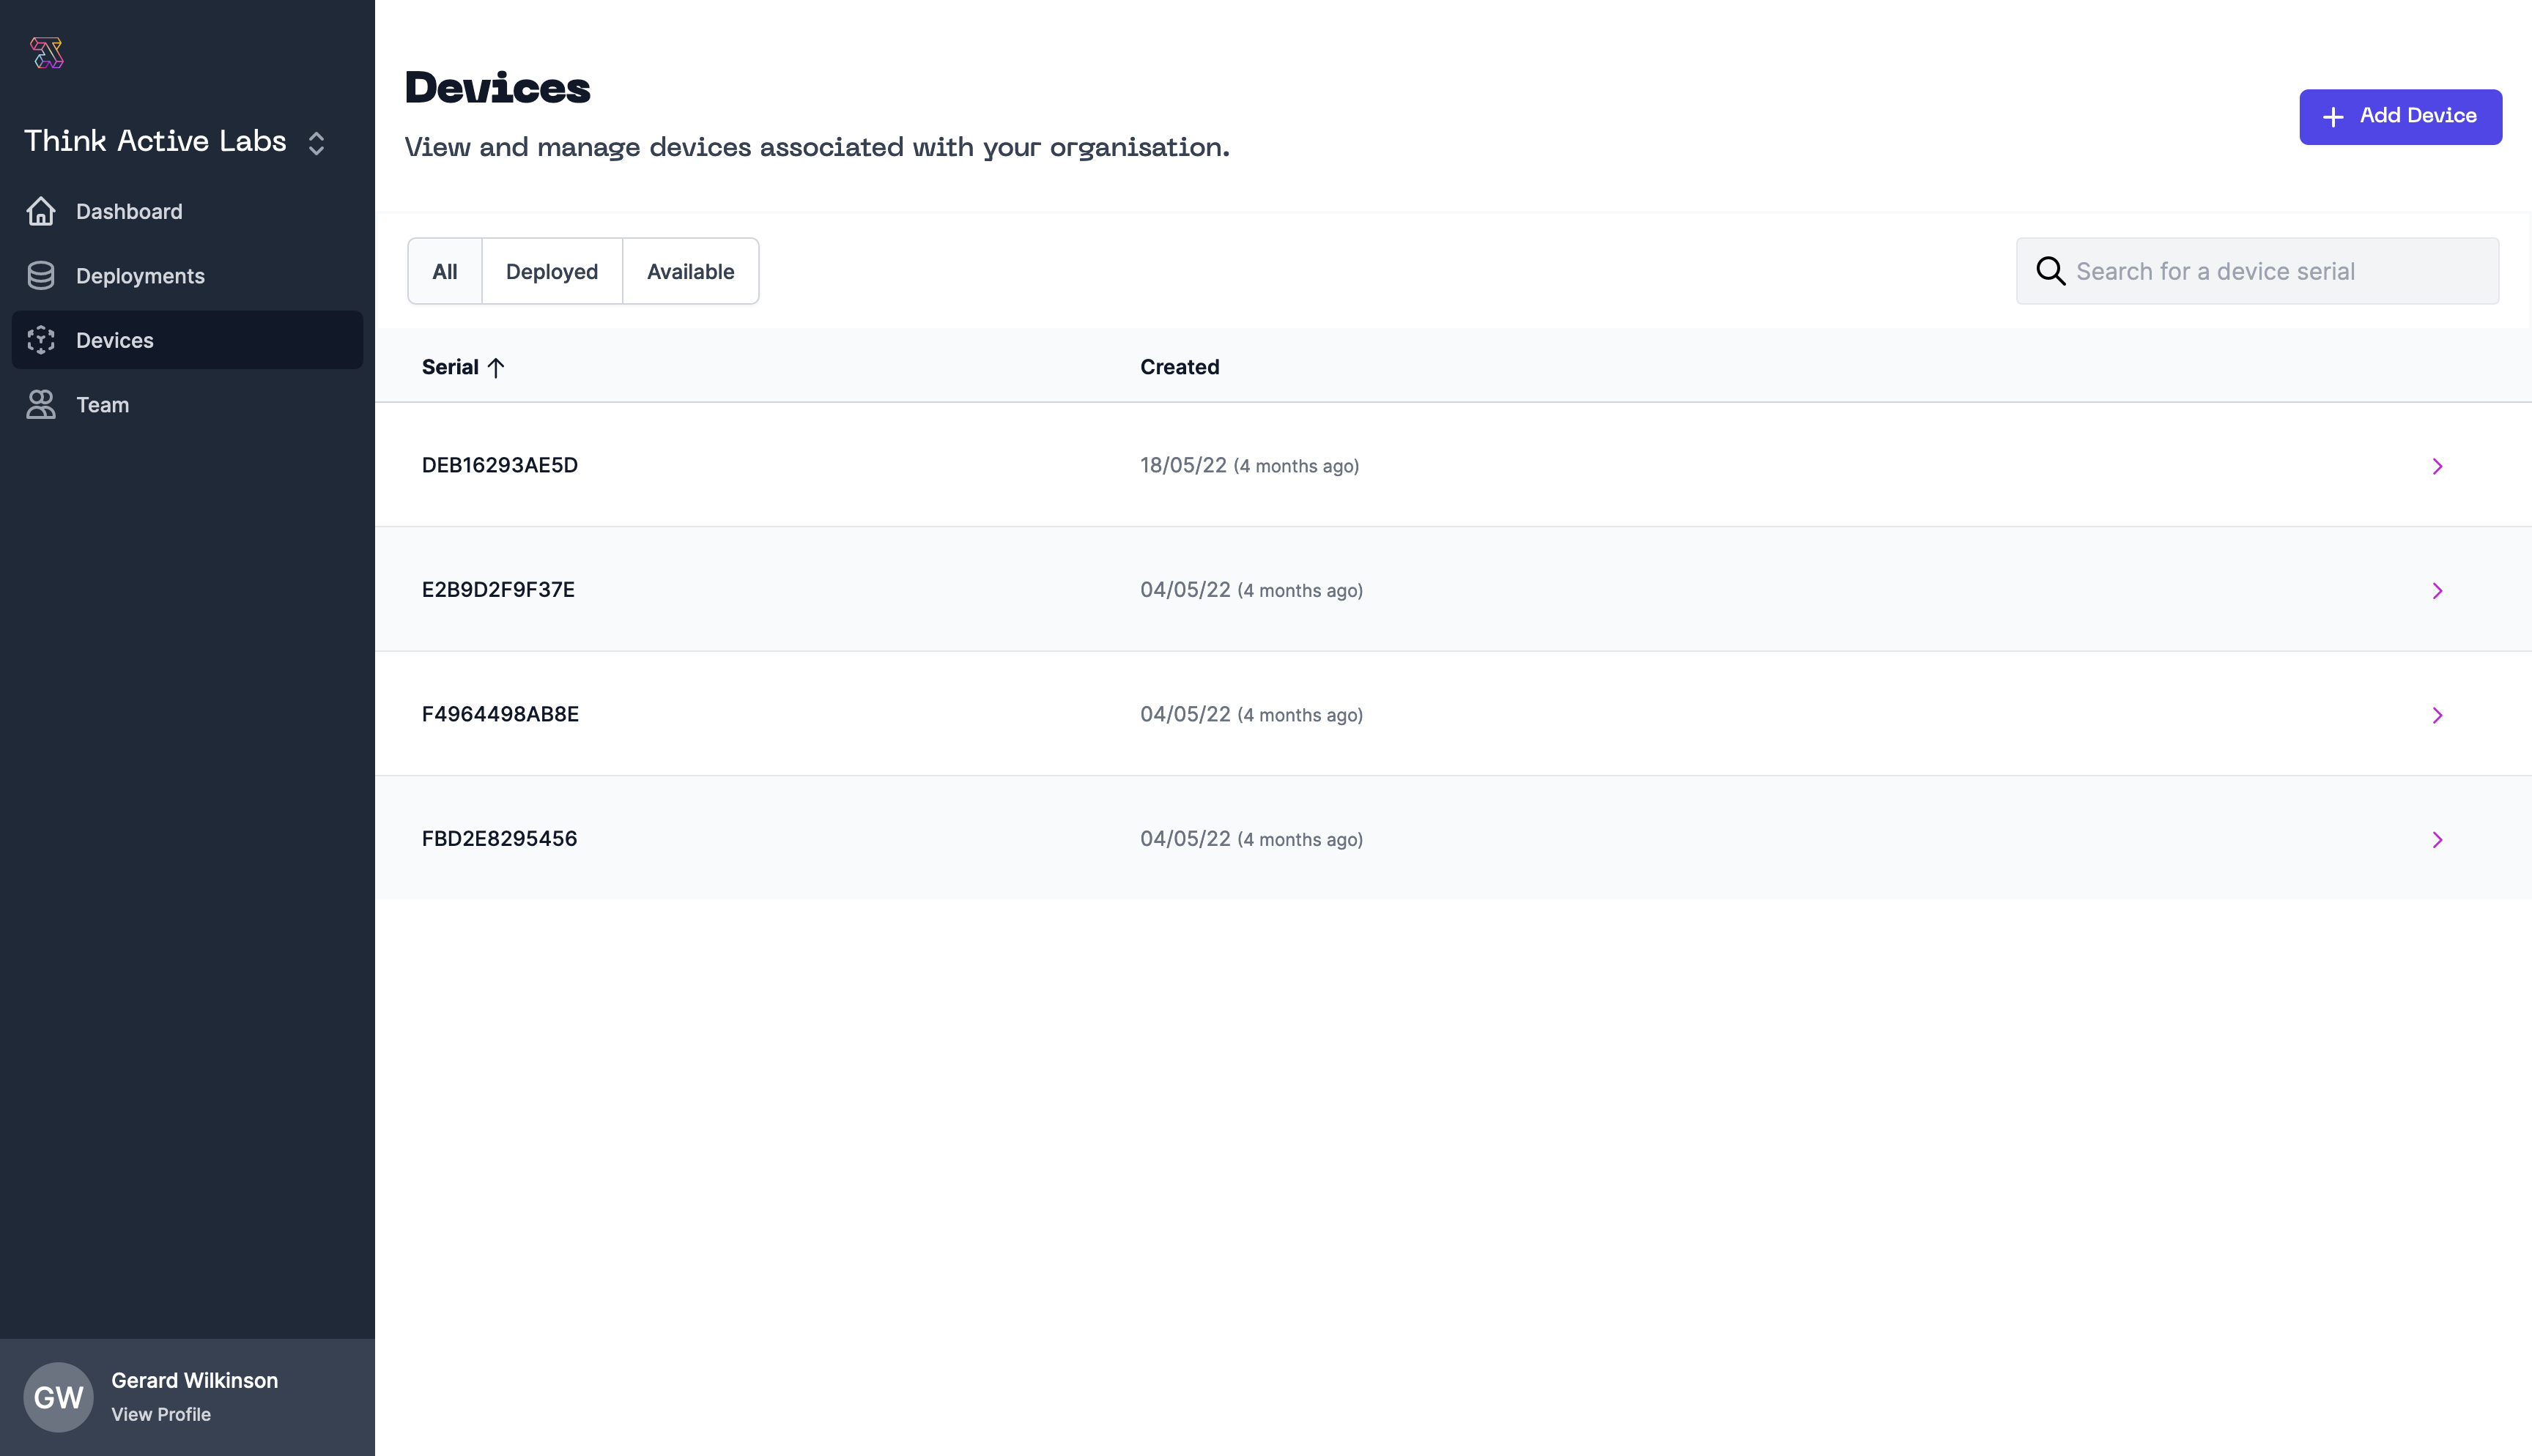 Think Active Labs
Dashboard
Deployments
Devices
Team
Gerard Wilkinson
View Profile
GW
Devices
View and manage devices associated with your organisation.
Add Device
All
Deployed
Available
Search for a device serial
Serial
Created
DEB16293AE5D
18/05/22 (4 months ago)
E2B9D2F9F37E
04/05/22 (4 months ago)
F4964498AB8E
04/05/22 (4 months ago)
FBD2E8295456
04/05/22 (4 months ago)